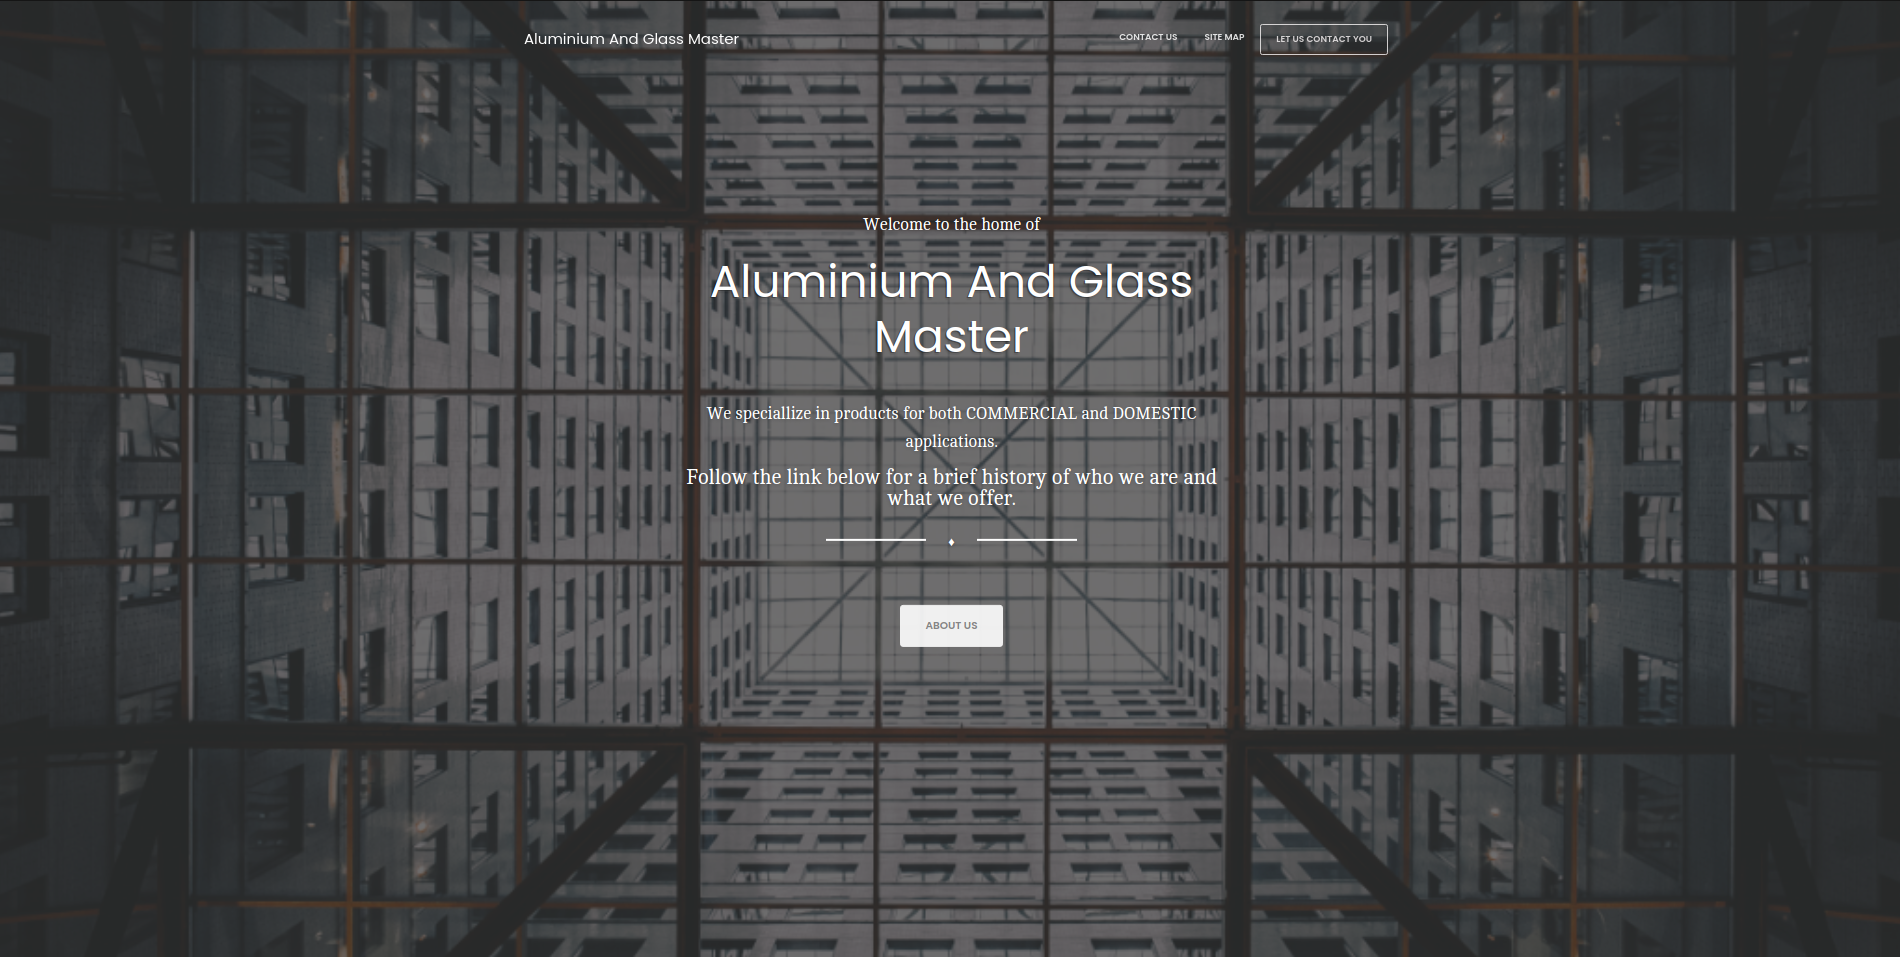 Aluminium And Glass Master
CONTACT US
SITE MAP
LET US CONTACT YOU
Welcome to the home of
Aluminium And Glass
Master
We speciallize in products for both COMMERCIAL and DOMESTIC
applications.
Follow the link below for a brief history of who we are and
what we offer.
ABOUT US